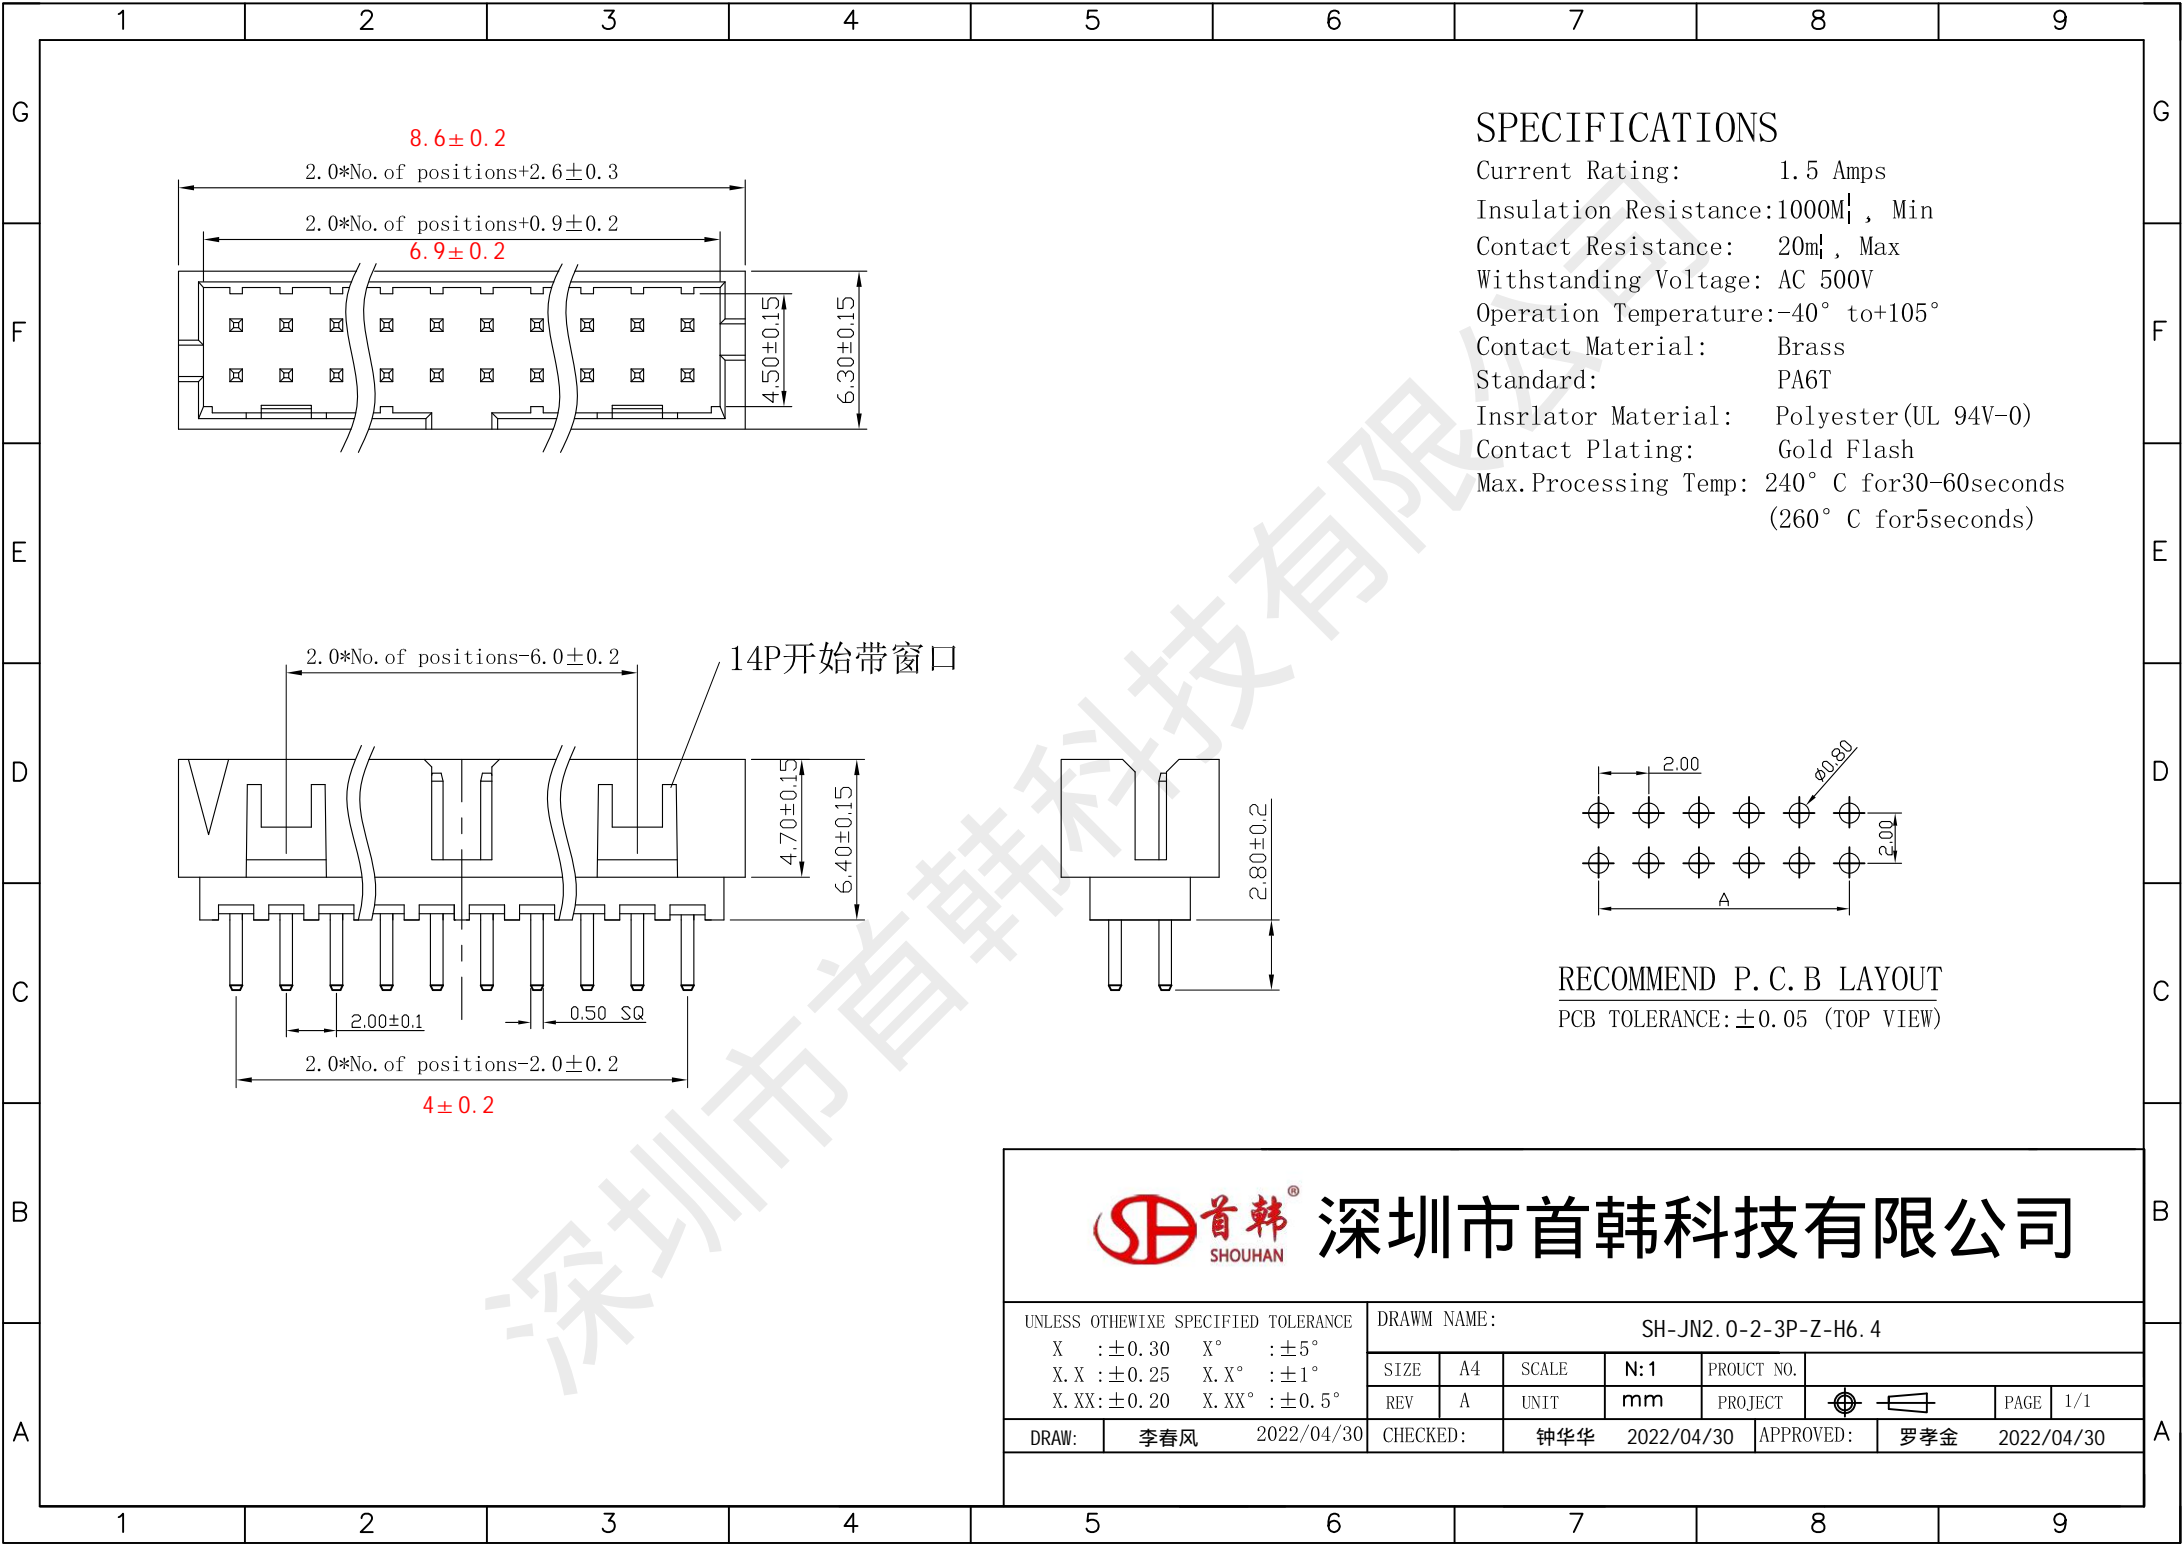 1 2 3 4 5 6 7 8 9
G G
F F
E E
D D
C C
B B
A A
8.6±0.2
2.0*No.of positions+2.6±0.3
2.0*No.of positions+0.9±0.2
6.9±0.2
4.50±0.15
6.30±0.15
SPECIFICATIONS
Current Rating: 1.5 Amps
Insulation Resistance:1000M¦, Min
Contact Resistance: 20m¦, Max
Withstanding Voltage: AC 500V
Operation Temperature:-40° to+105°
Contact Material: Brass
Standard: PA6T
Insrlator Material: Polyester(UL 94V-0)
Contact Plating: Gold Flash
Max.Processing Temp: 240° C for30-60seconds
(260° C for5seconds)
2.0*No.of positions-6.0±0.2
14P开始带窗口
4.70±0.15
6.40±0.15
2.00±0.1
0.50 SQ
2.0*No.of positions-2.0±0.2
4±0.2
2.80±0.2
2.00
Ø0.80
2.00
A
RECOMMEND P.C.B LAYOUT
PCB TOLERANCE:±0.05 (TOP VIEW)
深圳市首韩科技有限公司
SH 首韩® SHOUHAN
深圳市首韩科技有限公司
UNLESS OTHEWIXE SPECIFIED TOLERANCE
X :±0.30 X° :±5°
X.X :±0.25 X.X° :±1°
X.XX:±0.20 X.XX° :±0.5°
DRAWM NAME: SH-JN2.0-2-3P-Z-H6.4
SIZE A4 SCALE N:1 PROUCT NO.
REV A UNIT mm PROJECT PAGE 1/1
DRAW: 李春风 2022/04/30 CHECKED: 钟华华 2022/04/30 APPROVED: 罗孝金 2022/04/30
1 2 3 4 5 6 7 8 9